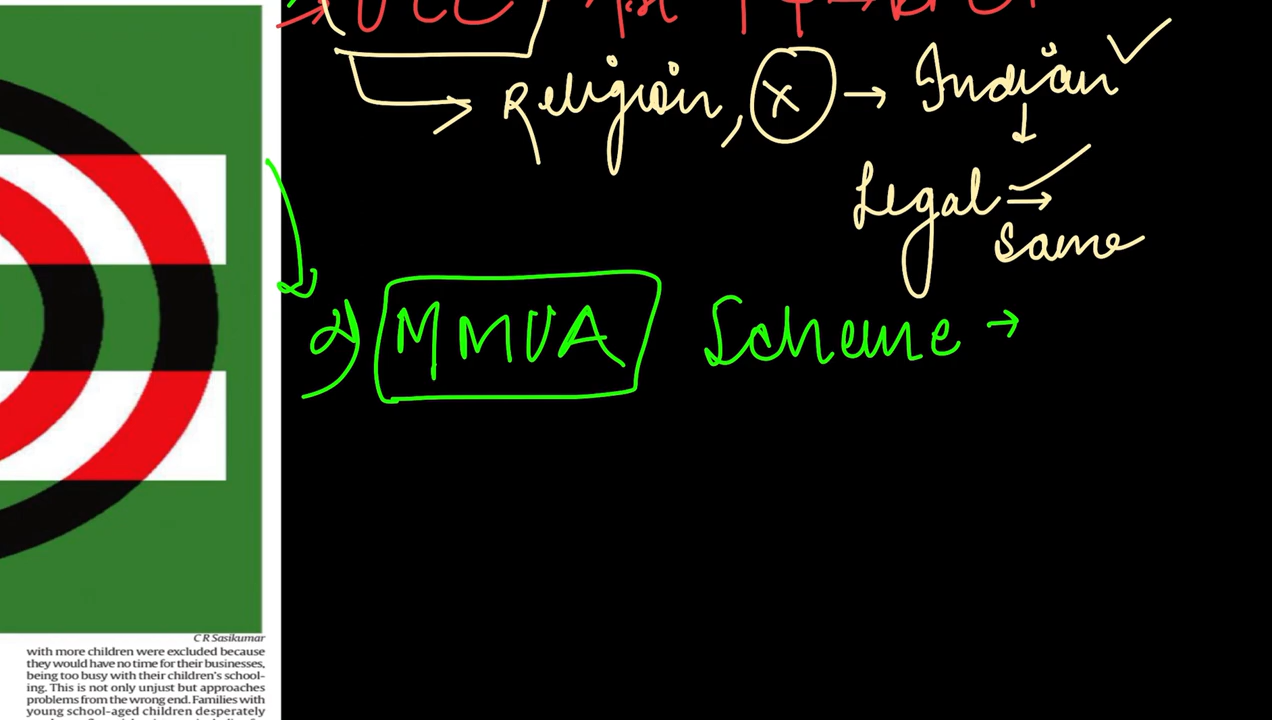 → UCC
Religion, X → Indian ✓
↓
Legal ✓ →
same
2) MMUA Scheme →
C R Sasikumar
with more children were excluded because
they would have no time for their businesses,
being too busy with their children's school-
ing. This is not only unjust but approaches
problems from the wrong end. Families with
young school-aged children desperately